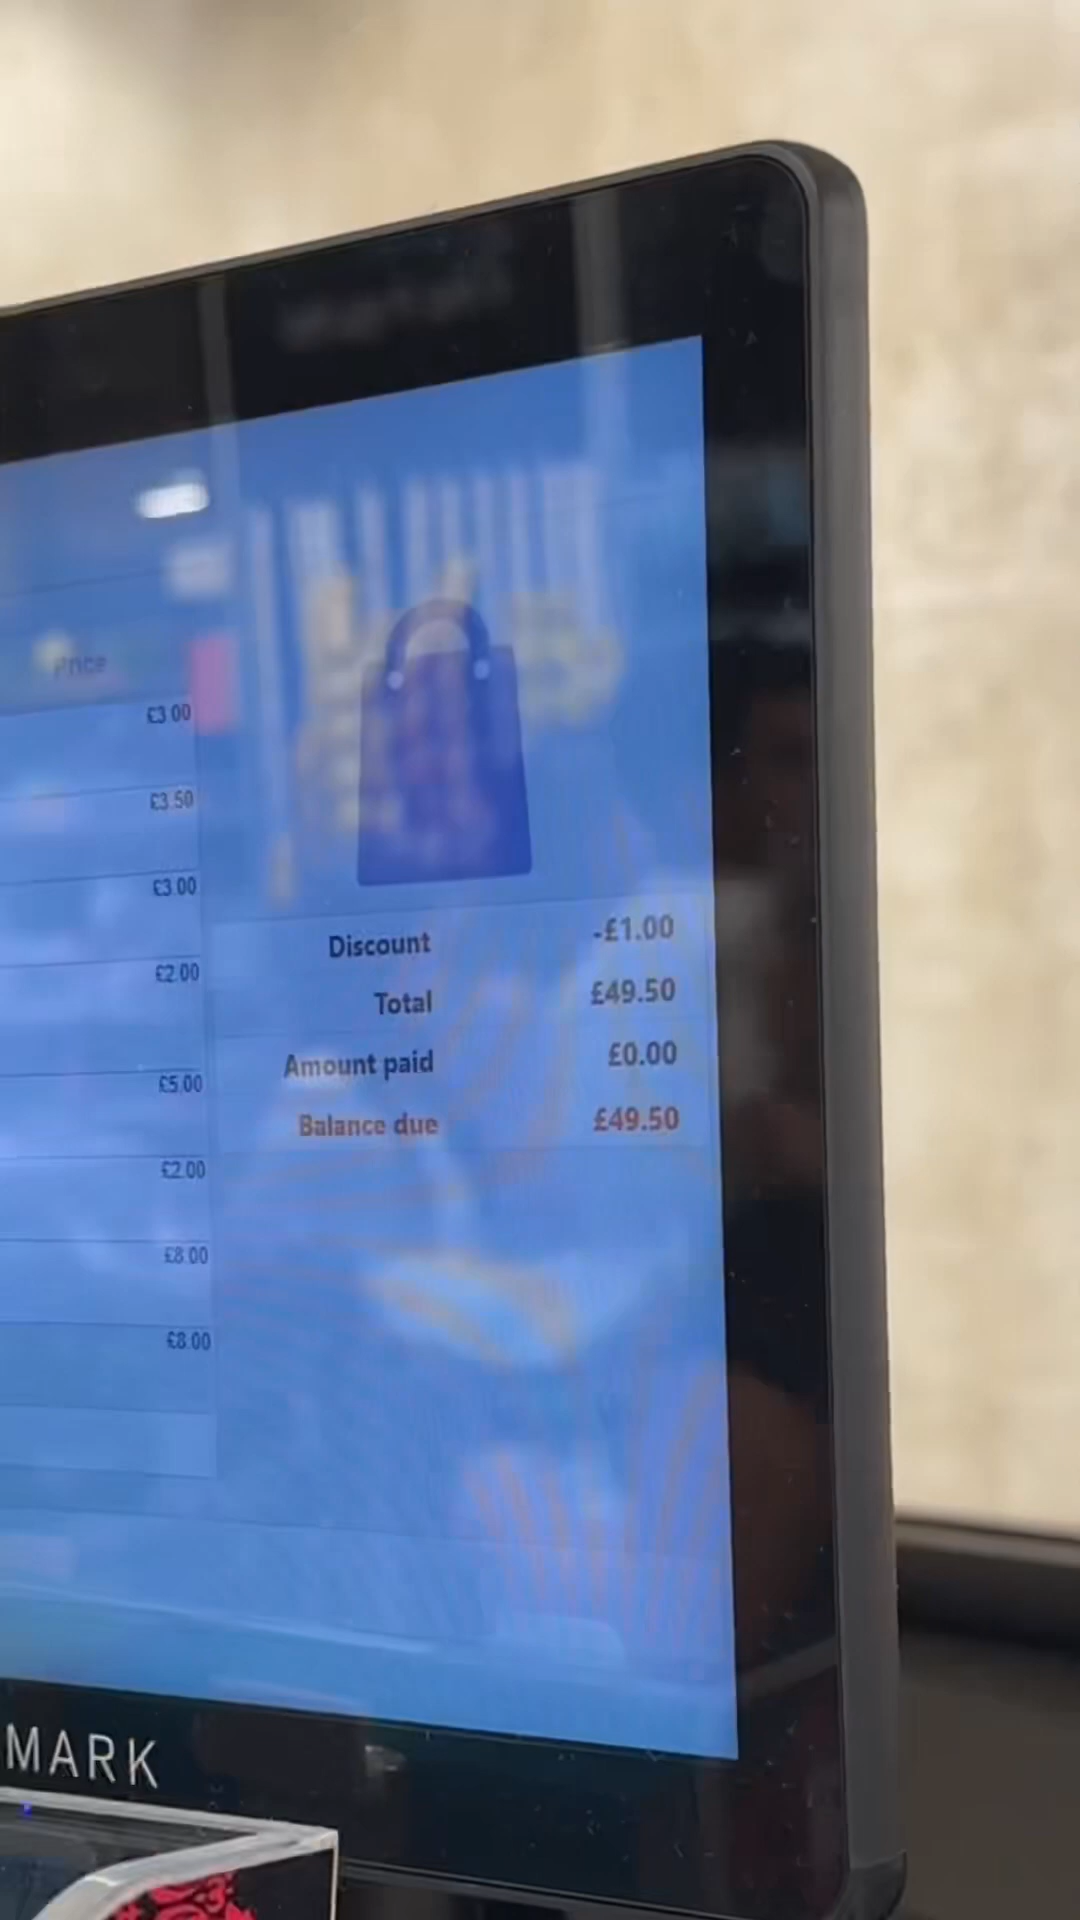 Price
£3.00
£3.50
£3.00
£2.00
£5.00
£2.00
£8.00
£8.00
Discount -£1.00
Total £49.50
Amount paid £0.00
Balance due £49.50
MARK